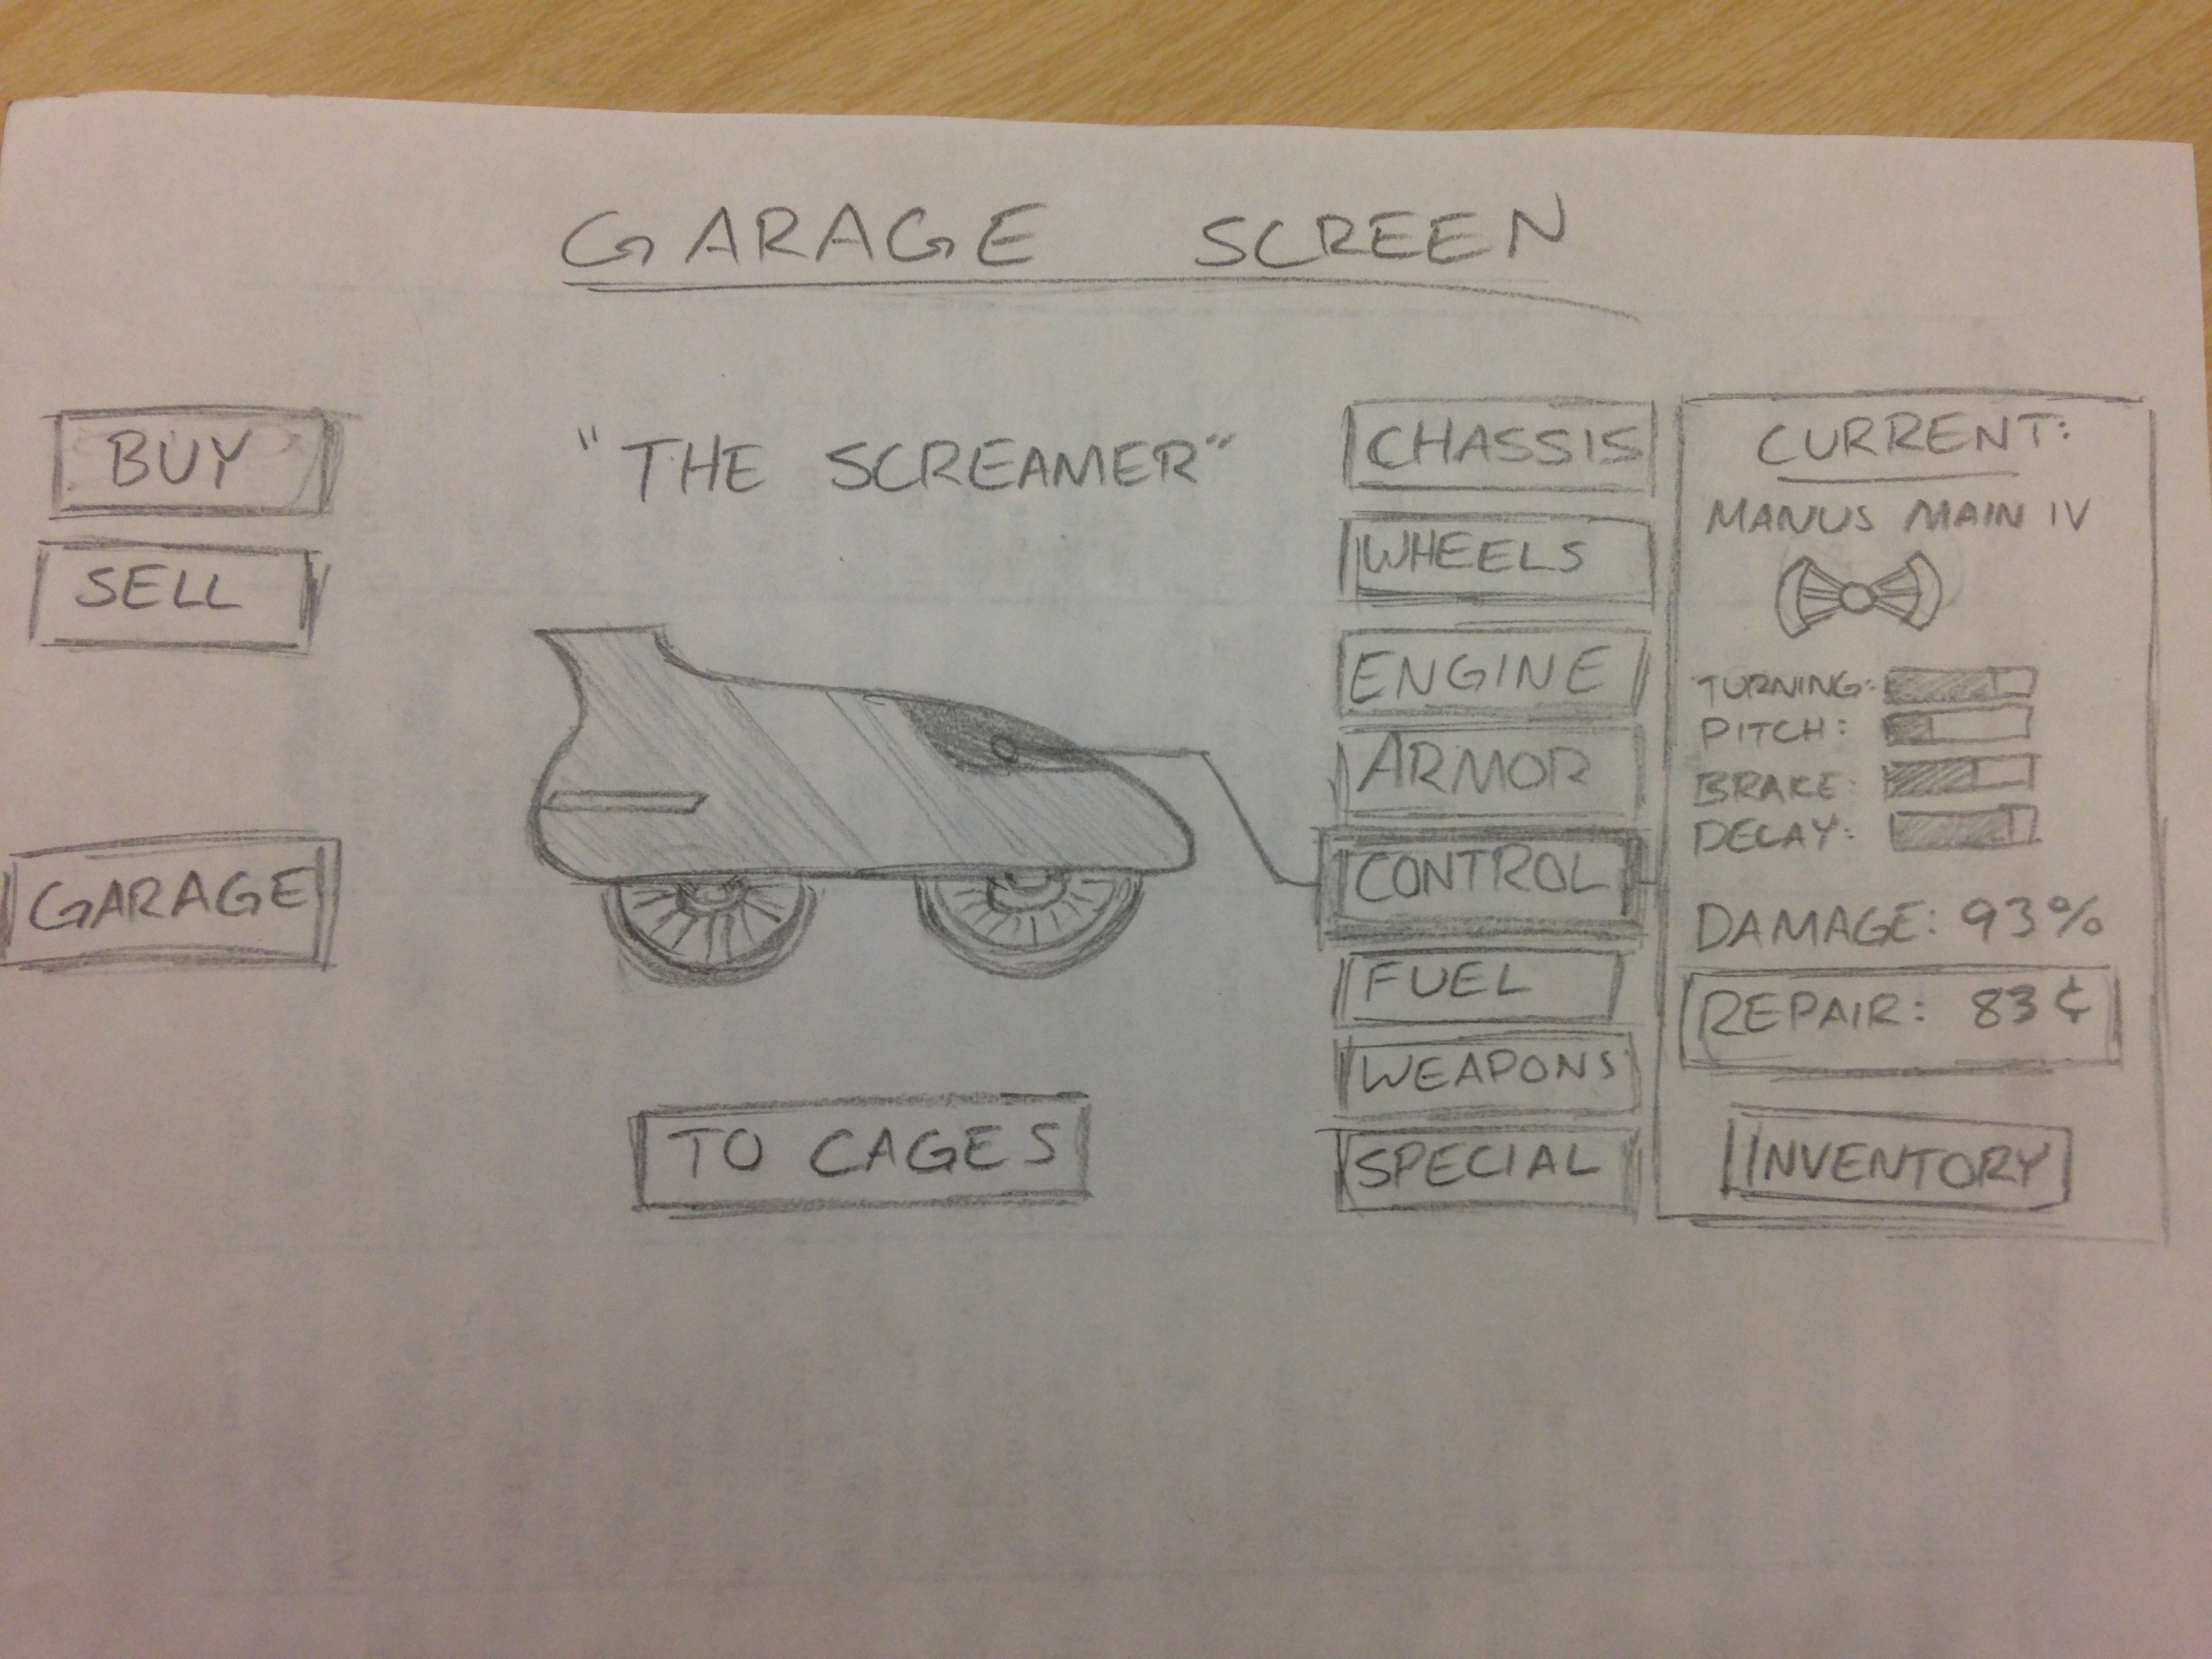 GARAGE SCREEN
BUY
SELL
GARAGE
"THE SCREAMER"
TO CAGES
CHASSIS
WHEELS
ENGINE
ARMOR
CONTROL
FUEL
WEAPONS
SPECIAL
CURRENT:
MANUS MAIN IV
TURNING:
PITCH:
BRAKE:
DELAY:
DAMAGE: 93%
REPAIR: 83¢
INVENTORY